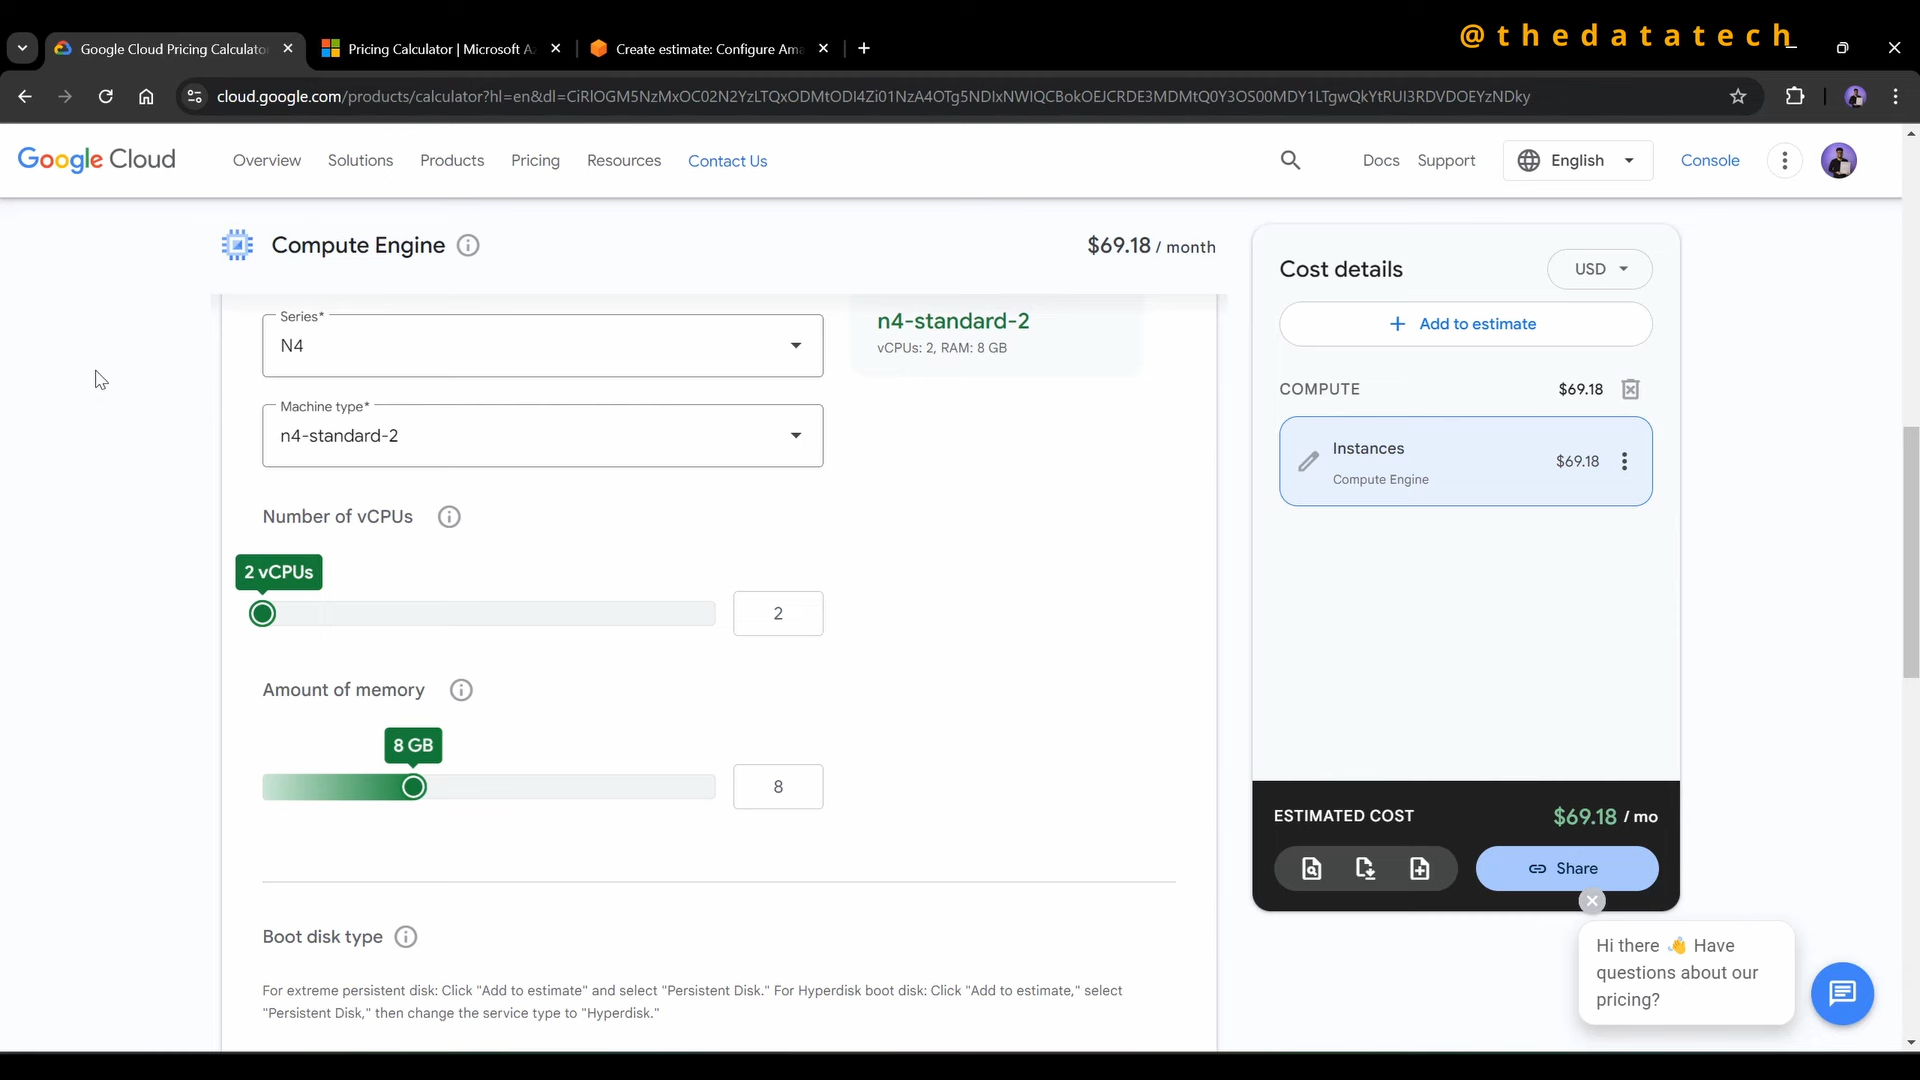 @thedatatech
Google Cloud Pricing Calculato
Pricing Calculator | Microsoft A
Create estimate: Configure Ama
cloud.google.com/products/calculator?hl=en&dl=CiRlOGM5NzMxOC02N2YzLTQxODMtODI4Zi01NzA4OTg5NDIxNWIQCBokOEJCRDE3MDMtQ0Y3OS00MDY1LTgwQkYtRUI3RDVDOEYzNDky
Google Cloud
Overview Solutions Products Pricing Resources Contact Us
Docs Support English Console
Compute Engine $69.18 / month
Series*
N4
n4-standard-2
vCPUs: 2, RAM: 8 GB
Machine type*
n4-standard-2
Number of vCPUs
2 vCPUs
2
Amount of memory
8 GB
8
Boot disk type
For extreme persistent disk: Click "Add to estimate" and select "Persistent Disk." For Hyperdisk boot disk: Click "Add to estimate," select
"Persistent Disk," then change the service type to "Hyperdisk."
Cost details USD
Add to estimate
COMPUTE $69.18
Instances
Compute Engine
$69.18
ESTIMATED COST $69.18 / mo
Share
Hi there 👋 Have
questions about our
pricing?